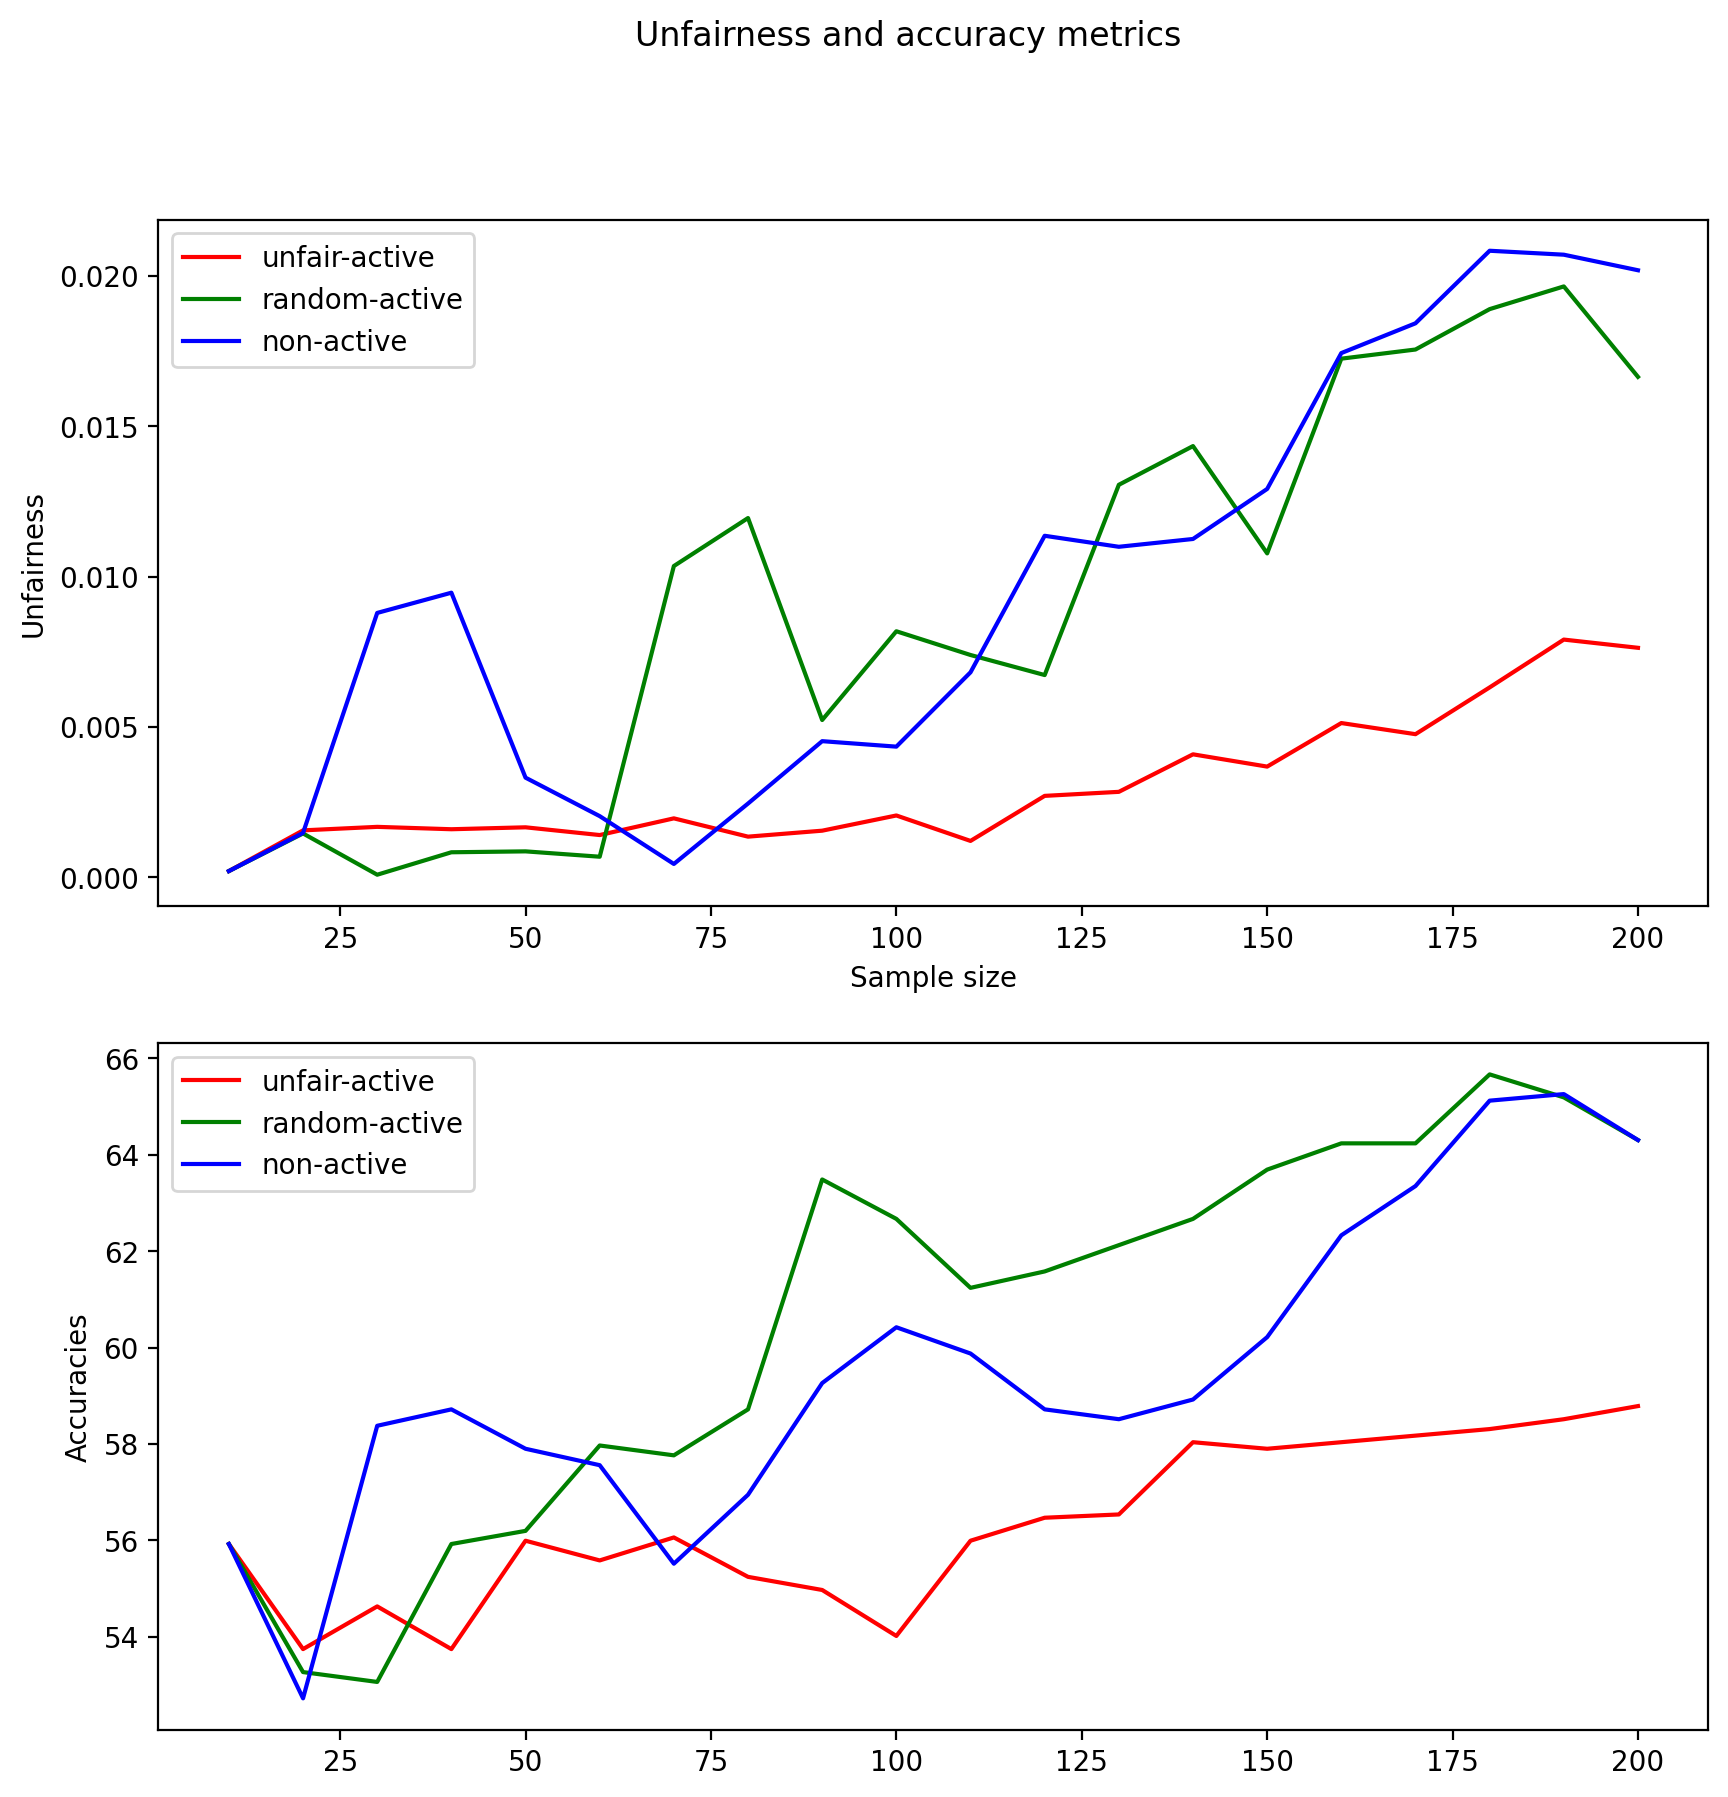 Unfairness and accuracy metrics
unfair-active
random-active
non-active
0.020
0.015
0.010
0.005
0.000
Unfairness
25 50 75 100 125 150 175 200
Sample size
unfair-active
random-active
non-active
66
64
62
60
58
56
54
Accuracies
25 50 75 100 125 150 175 200